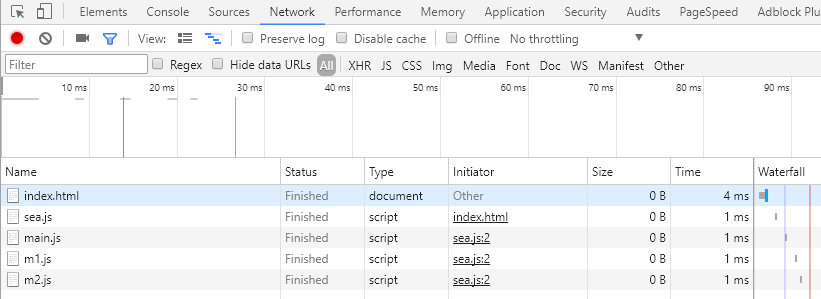 Elements Console Sources Network Performance Memory Application Security Audits PageSpeed Adblock Plu
View: Preserve log Disable cache Offline No throttling
Filter Regex Hide data URLs All XHR JS CSS Img Media Font Doc WS Manifest Other
10 ms 20 ms 30 ms 40 ms 50 ms 60 ms 70 ms 80 ms 90 ms
Name Status Type Initiator Size Time Waterfall
index.html Finished document Other 0 B 4 ms
sea.js Finished script index.html 0 B 1 ms
main.js Finished script sea.js:2 0 B 1 ms
m1.js Finished script sea.js:2 0 B 1 ms
m2.js Finished script sea.js:2 0 B 1 ms